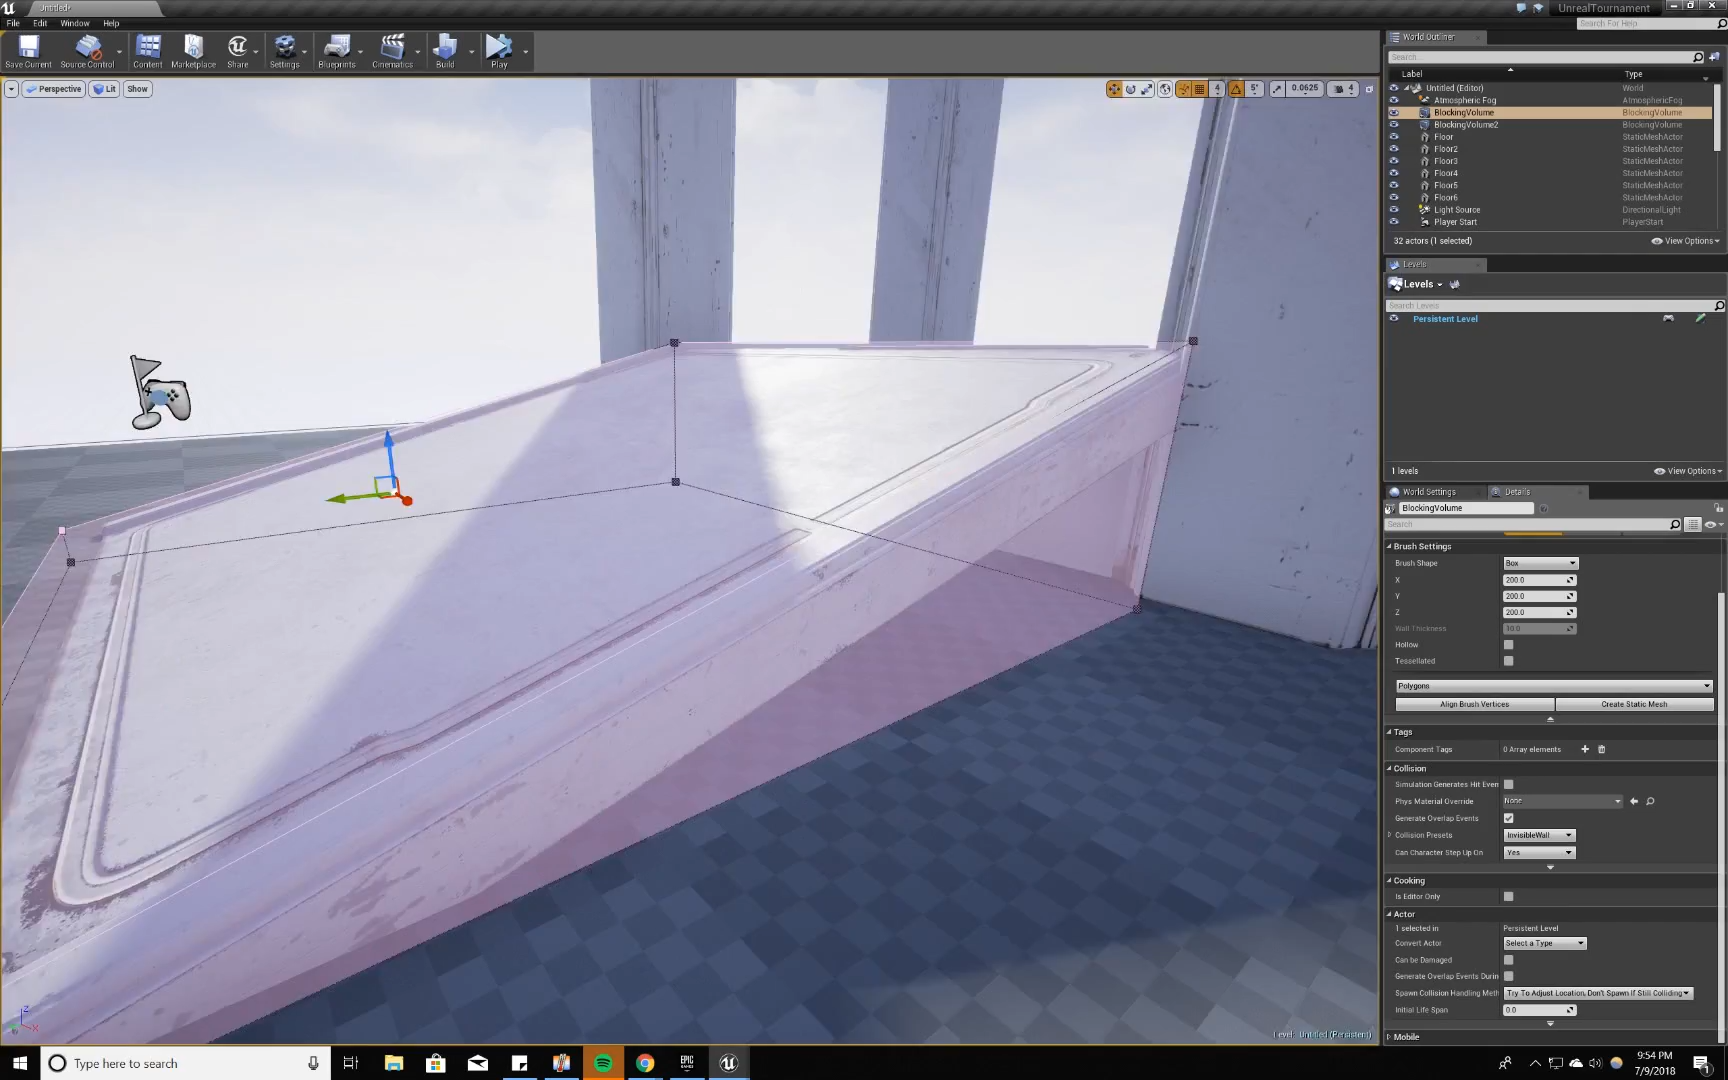 Untitled*
UnrealTournament
File Edit Window Help
Search For Help
Save Current Source Control Content Marketplace Share Settings Blueprints Cinematics Build Play
Perspective Lit Show
4 5° 0.0625 4
World Outliner
Search...
Label Type
Untitled (Editor) World
Atmospheric Fog AtmosphericFog
BlockingVolume BlockingVolume
BlockingVolume2 BlockingVolume
Floor StaticMeshActor
Floor2 StaticMeshActor
Floor3 StaticMeshActor
Floor4 StaticMeshActor
Floor5 StaticMeshActor
Floor6 StaticMeshActor
Light Source DirectionalLight
Player Start PlayerStart
32 actors (1 selected) View Options
Levels
Levels
Search Levels
Persistent Level
1 levels View Options
World Settings Details
BlockingVolume
Search
Brush Settings
Brush Shape Box
X 200.0
Y 200.0
Z 200.0
Wall Thickness 10.0
Hollow
Tessellated
Polygons
Align Brush Vertices Create Static Mesh
Tags
Component Tags 0 Array elements
Collision
Simulation Generates Hit Even
Phys Material Override None
Generate Overlap Events
Collision Presets InvisibleWall
Can Character Step Up On Yes
Cooking
Is Editor Only
Actor
1 selected in Persistent Level
Convert Actor Select a Type
Can be Damaged
Generate Overlap Events Durin
Spawn Collision Handling Meth Try To Adjust Location, Don't Spawn If Still Colliding
Initial Life Span 0.0
Mobile
Level: Untitled (Persistent)
Z
X
Type here to search
EPIC GAMES
9:54 PM
7/9/2018
1